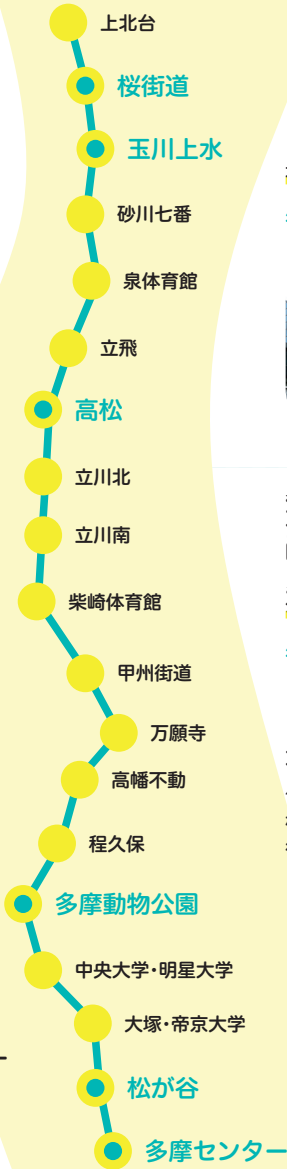 上北台
桜街道
玉川上水
砂川七番
泉体育館
立飛
高松
立川北
立川南
柴崎体育館
甲州街道
万願寺
高幡不動
程久保
多摩動物公園
中央大学・明星大学
大塚・帝京大学
松が谷
多摩センター